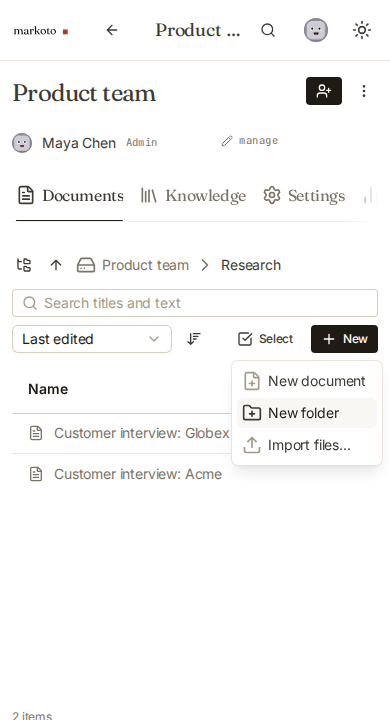 markoto
Product ...
Product team
Maya Chen Admin
manage
Documents Knowledge Settings
Product team > Research
Search titles and text
Last edited
Select
New
Name
New document
New folder
Import files...
Customer interview: Globex
Customer interview: Acme
2 items